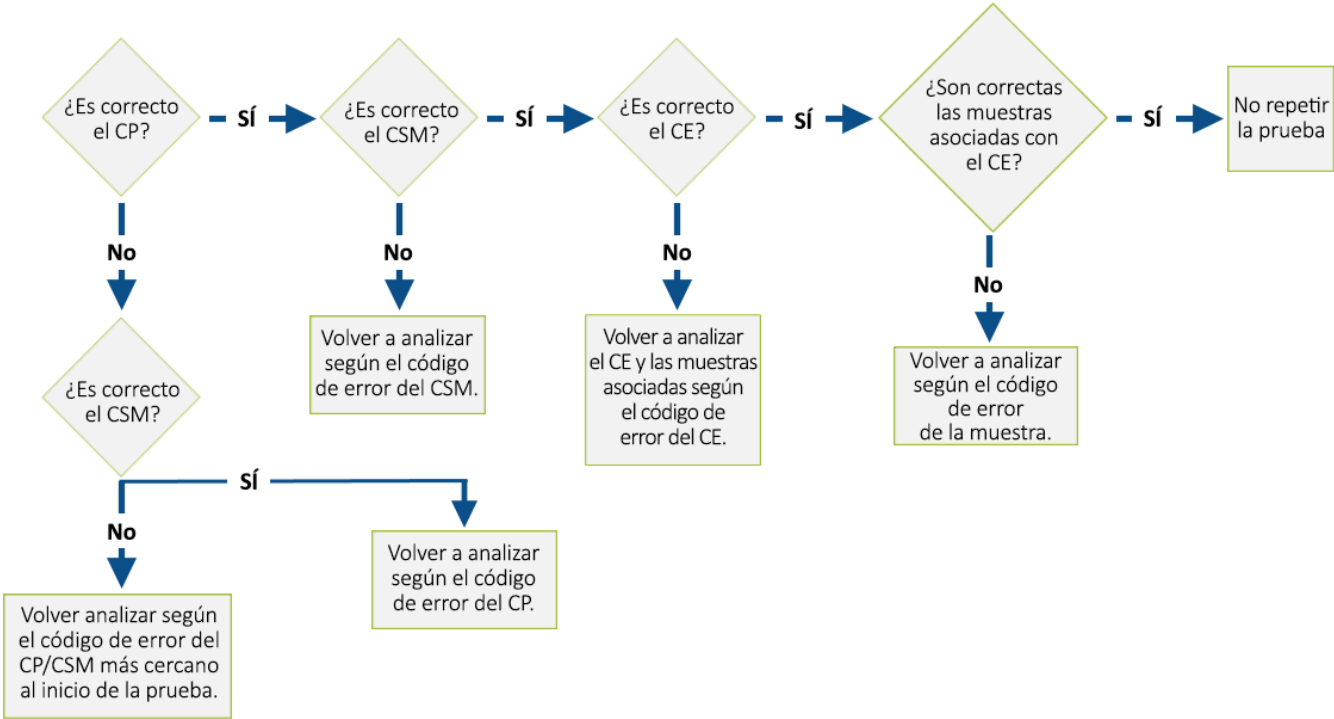 ¿Es correcto
el CP?
SÍ
¿Es correcto
el CSM?
SÍ
¿Es correcto
el CE?
SÍ
¿Son correctas
las muestras
asociadas con
el CE?
SÍ
No repetir
la prueba
No
No
No
No
¿Es correcto
el CSM?
Volver a analizar
según el código
de error del CSM.
Volver a analizar
el CE y las muestras
asociadas según
el código de
error del CE.
Volver a analizar
según el código
de error
de la muestra.
SÍ
No
Volver a analizar
según el código
de error del CP.
Volver analizar según
el código de error del
CP/CSM más cercano
al inicio de la prueba.